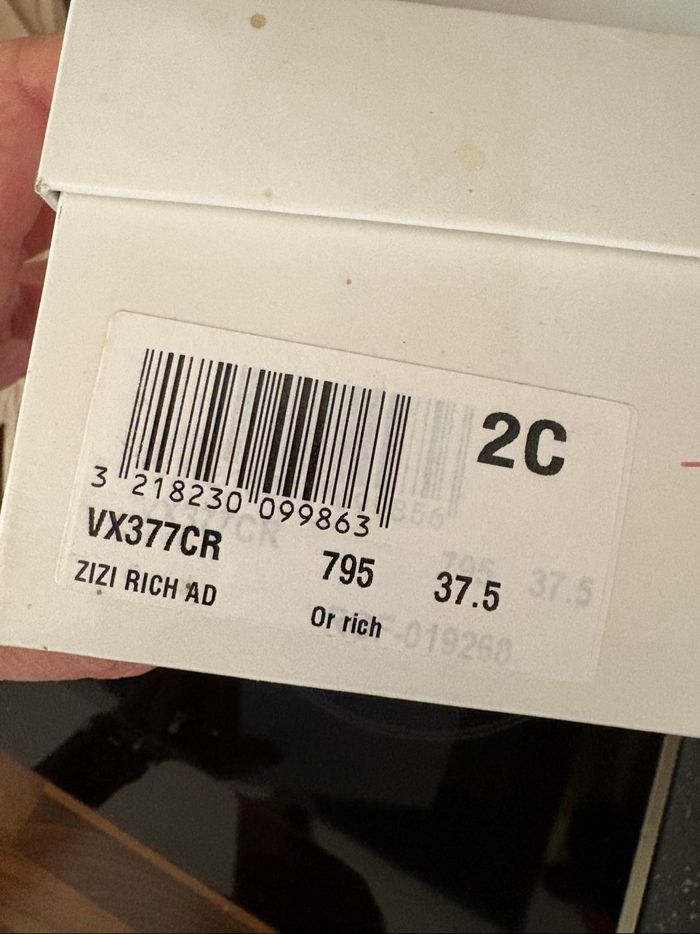 2C
3 218230 099863
VX377CR 795 37.5
ZIZI RICH AD Or rich